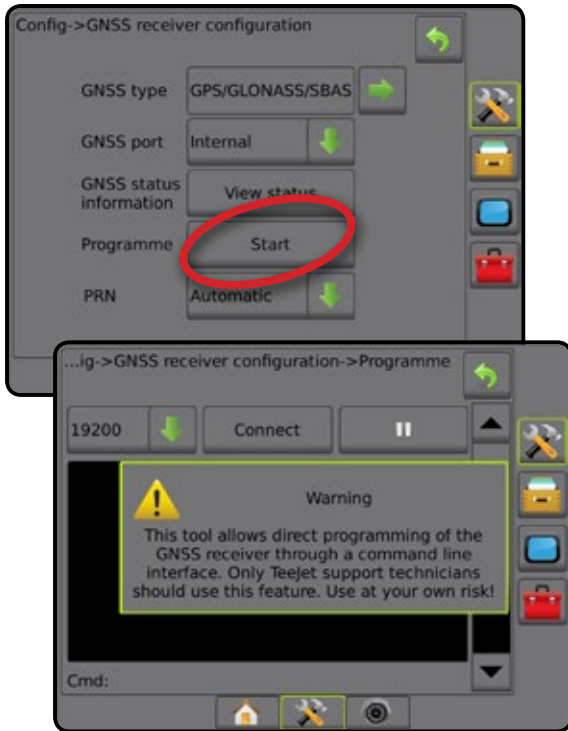 Config->GNSS receiver configuration
GNSS type GPS/GLONASS/SBAS
GNSS port Internal
GNSS status
information View status
Programme Start
PRN Automatic
...ig->GNSS receiver configuration->Programme
19200 Connect
Warning
This tool allows direct programming of the
GNSS receiver through a command line
interface. Only TeeJet support technicians
should use this feature. Use at your own risk!
Cmd: